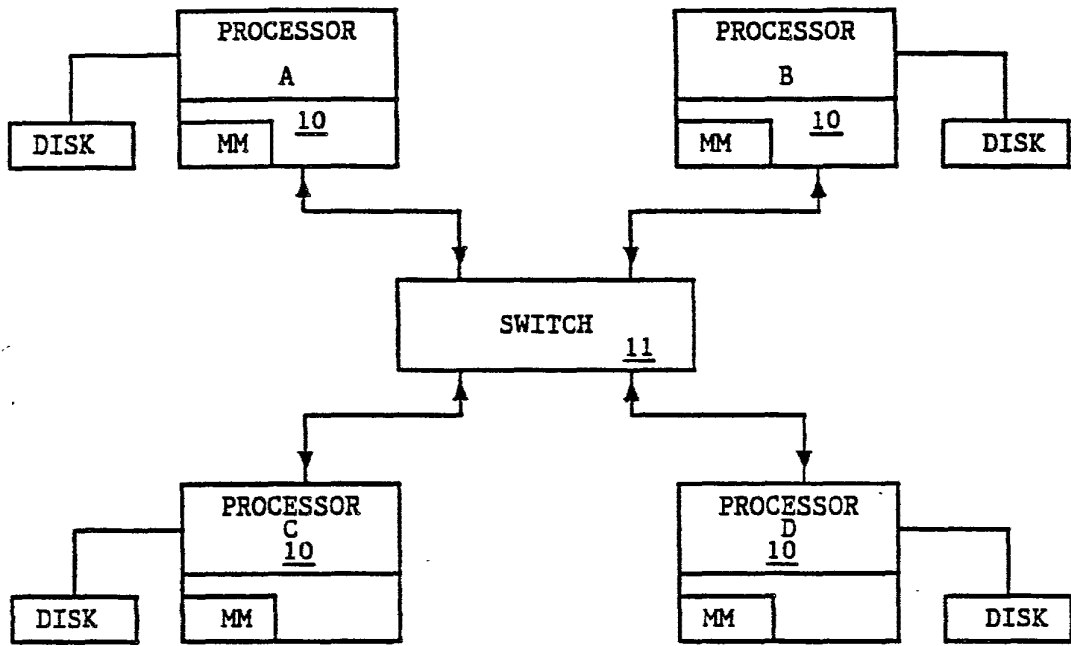 PROCESSOR
A
10
MM
DISK
PROCESSOR
B
10
MM
DISK
SWITCH
11
PROCESSOR
C
10
MM
DISK
PROCESSOR
D
10
MM
DISK